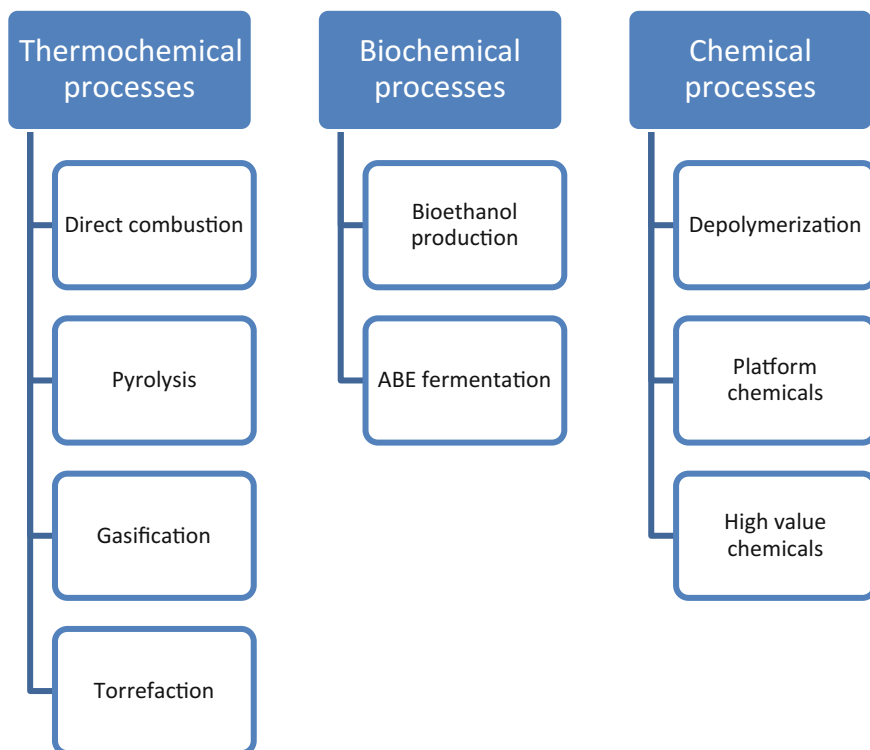 Thermochemical
processes
Direct combustion
Pyrolysis
Gasification
Torrefaction
Biochemical
processes
Bioethanol
production
ABE fermentation
Chemical
processes
Depolymerization
Platform
chemicals
High value
chemicals